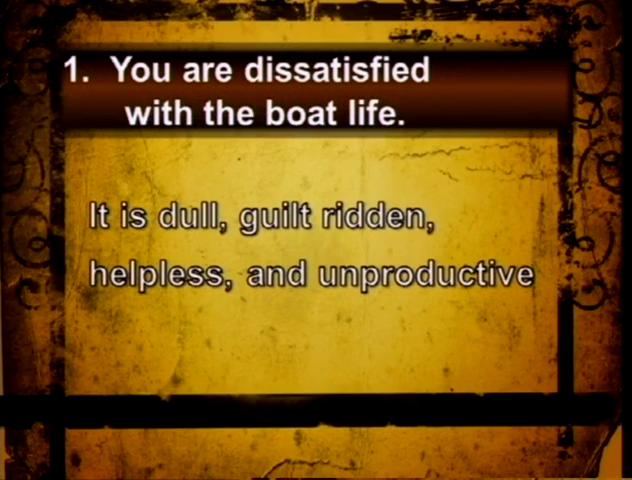 1. You are dissatisfied
with the boat life.
It is dull, guilt ridden,
helpless, and unproductive